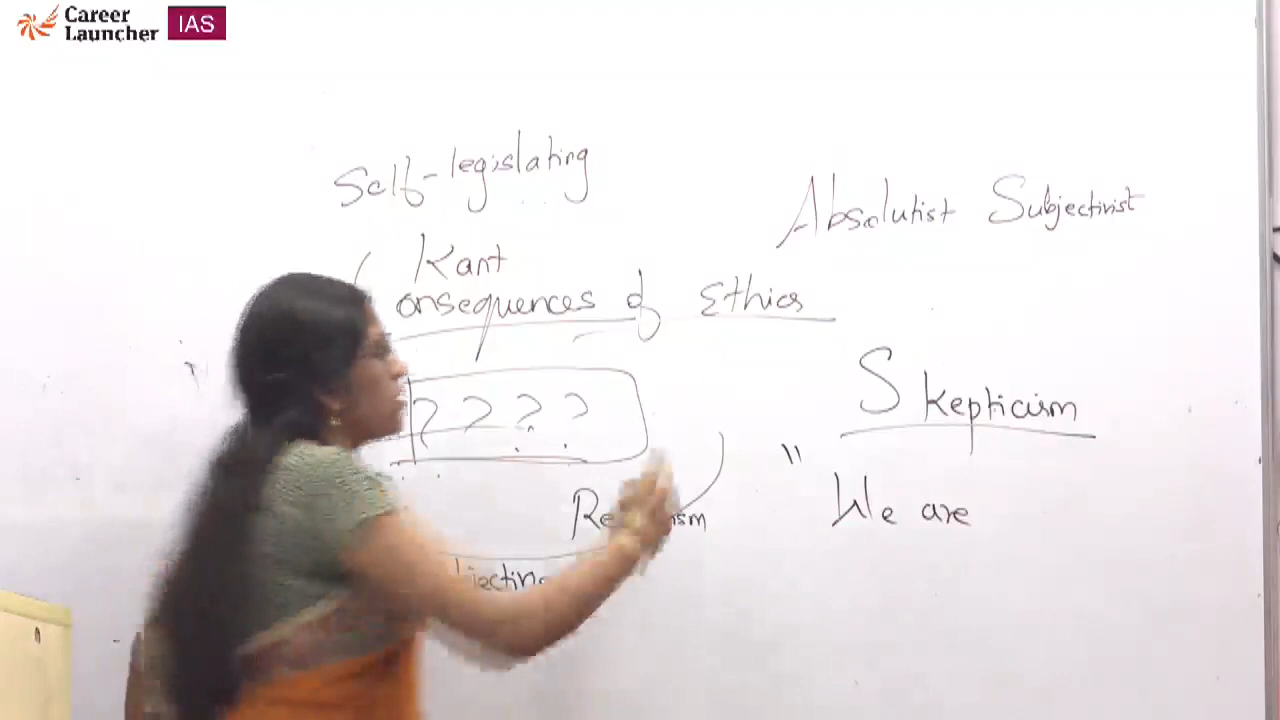 Career
Launcher
IAS
Self-legislating
Absolutist Subjectivist
Kant
onsequences of Ethics
? ? ? ?
Skepticism
"We are